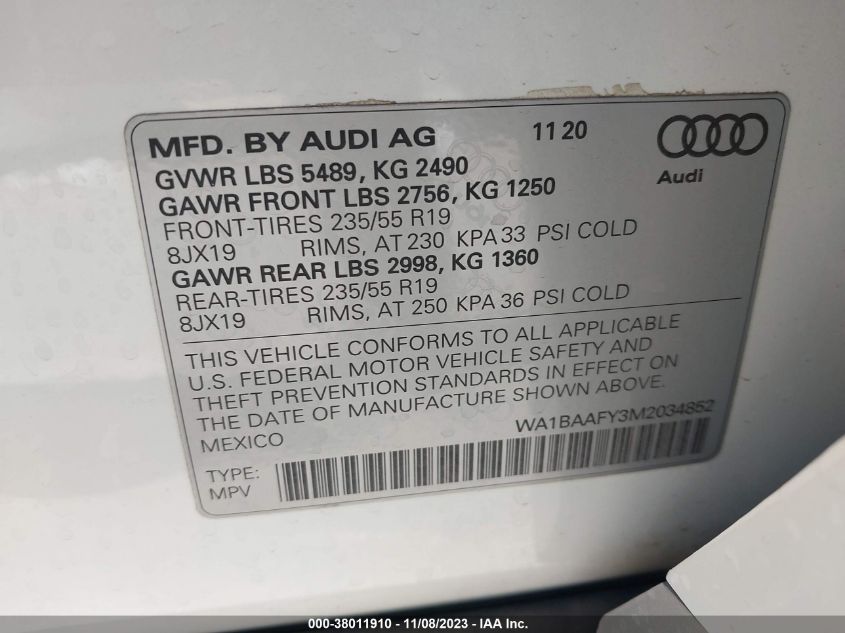 MFD. BY AUDI AG 11 20
GVWR LBS 5489, KG 2490
GAWR FRONT LBS 2756, KG 1250
Audi
FRONT-TIRES 235/55 R19
8JX19 RIMS, AT 230 KPA 33 PSI COLD
GAWR REAR LBS 2998, KG 1360
REAR-TIRES 235/55 R19
8JX19 RIMS, AT 250 KPA 36 PSI COLD
THIS VEHICLE CONFORMS TO ALL APPLICABLE
U.S. FEDERAL MOTOR VEHICLE SAFETY AND
THEFT PREVENTION STANDARDS IN EFFECT ON
THE DATE OF MANUFACTURE SHOWN ABOVE.
MEXICO WA1BAAFY3M2034852
TYPE:
MPV
000-38011910 - 11/08/2023 - IAA Inc.